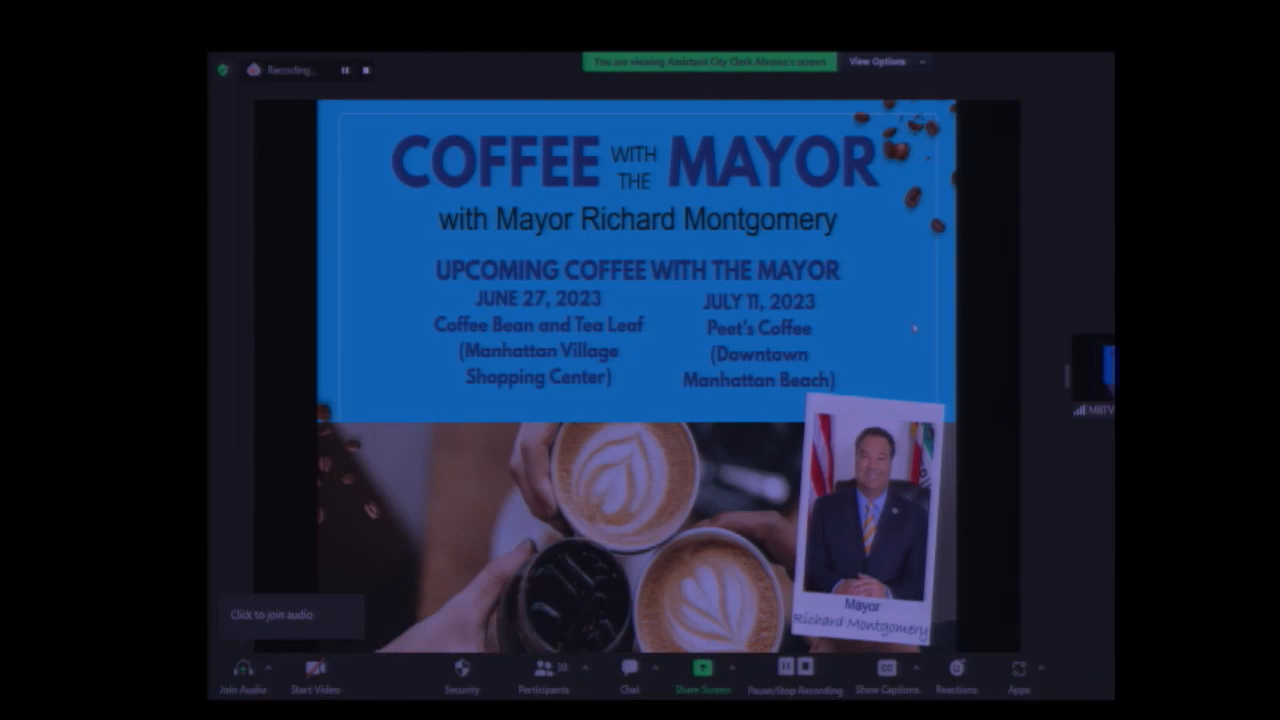 Recording...
You are viewing Assistant City Clerk Alvarez's screen
View Options
COFFEE WITH THE MAYOR
with Mayor Richard Montgomery
UPCOMING COFFEE WITH THE MAYOR
JUNE 27, 2023
Coffee Bean and Tea Leaf
(Manhattan Village
Shopping Center)
JULY 11, 2023
Peet's Coffee
(Downtown
Manhattan Beach)
Mayor
Richard Montgomery
MBTV
Click to join audio
Join Audio
Start Video
Security
Participants
30
Chat
Share Screen
Pause/Stop Recording
CC
Show Captions
Reactions
Apps